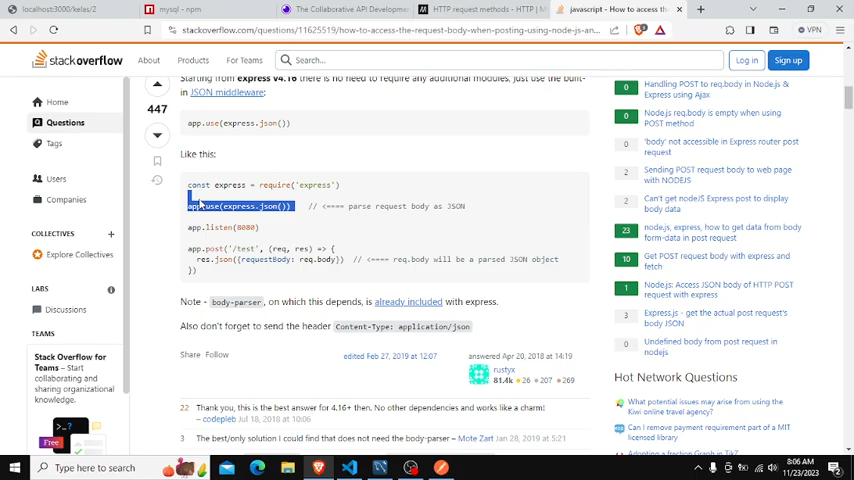 localhost:3000/kelas/2
mysql - npm
The Collaborative API Developmen
HTTP request methods - HTTP | M
javascript - How to access the
stackoverflow.com/questions/11625519/how-to-access-the-request-body-when-posting-using-node-js-an...
VPN
stackoverflow
About
Products
For Teams
Search...
Log in
Sign up
Home
Questions
Tags
Users
Companies
COLLECTIVES
Explore Collectives
LABS
Discussions
TEAMS
Stack Overflow for
Teams – Start
collaborating and
sharing organizational
knowledge.
Free
447
Starting from express v4.16 there is no need to require any additional modules, just use the built-
in JSON middleware:
app.use(express.json())
Like this:
const express = require('express')
app.use(express.json()) // <==== parse request body as JSON
app.listen(8080)
app.post('/test', (req, res) => {
res.json({requestBody: req.body}) // <==== req.body will be a parsed JSON object
})
Note - body-parser, on which this depends, is already included with express.
Also don't forget to send the header Content-Type: application/json
Share Follow
edited Feb 27, 2019 at 12:07
answered Apr 20, 2018 at 14:19
rustyx
81.4k 26 207 269
22 Thank you, this is the best answer for 4.16+ then. No other dependencies and works like a charm!
– codepleb Jul 18, 2018 at 10:06
3 The best/only solution I could find that does not need the body-parser – Mote Zart Jan 28, 2019 at 5:21
0 Handling POST to req.body in Node.js &
Express using Ajax
0 Node.js req.body is empty when using
POST method
0 'body' not accessible in Express router post
request
2 Sending POST request to web page
with NODEJS
2 Can't get nodeJS Express post to display
body data
23 node.js, express, how to get data from body
form-data in post request
10 Get POST request body with express and
fetch
1 Node.js: Access JSON body of HTTP POST
request with express
3 Express.js - get the actual post request's
body JSON
0 Undefined body from post request in
nodejs
Hot Network Questions
What potential issues may arise from using the
Kiwi online travel agency?
Can I remove payment requirement part of a MIT
licensed library
Adopting a fraction Graph in TikZ
Type here to search
8:06 AM
11/23/2023
2